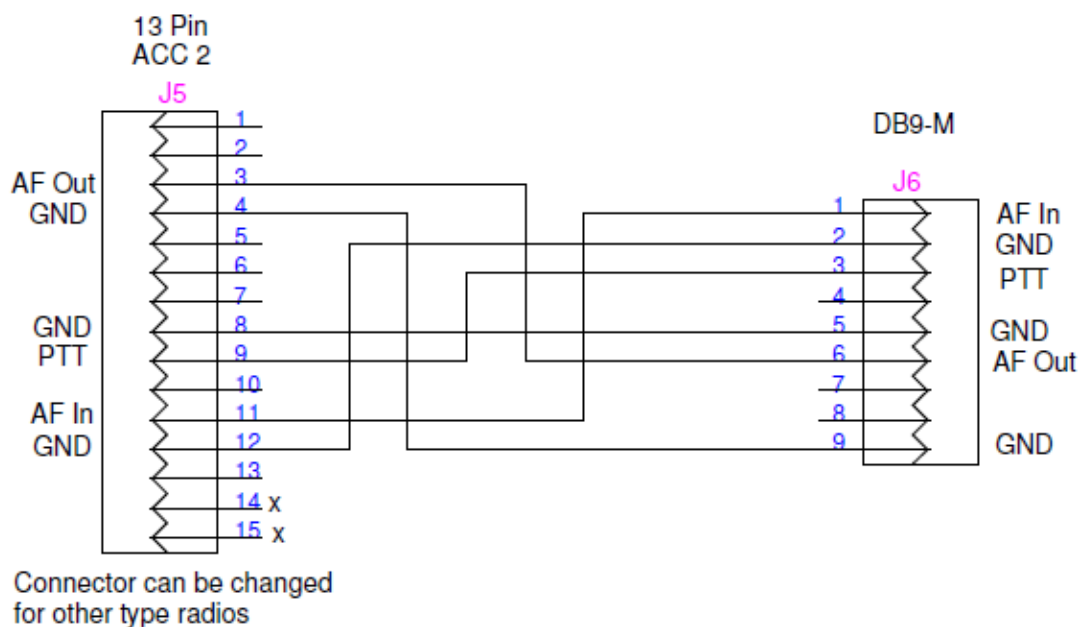 13 Pin
ACC 2
J5
1
2
AF Out 3
GND 4
5
6
7
GND 8
PTT 9
10
AF In 11
GND 12
13
14 x
15 x
Connector can be changed
for other type radios
DB9-M
J6
1 AF In
2 GND
3 PTT
4
5 GND
6 AF Out
7
8
9 GND